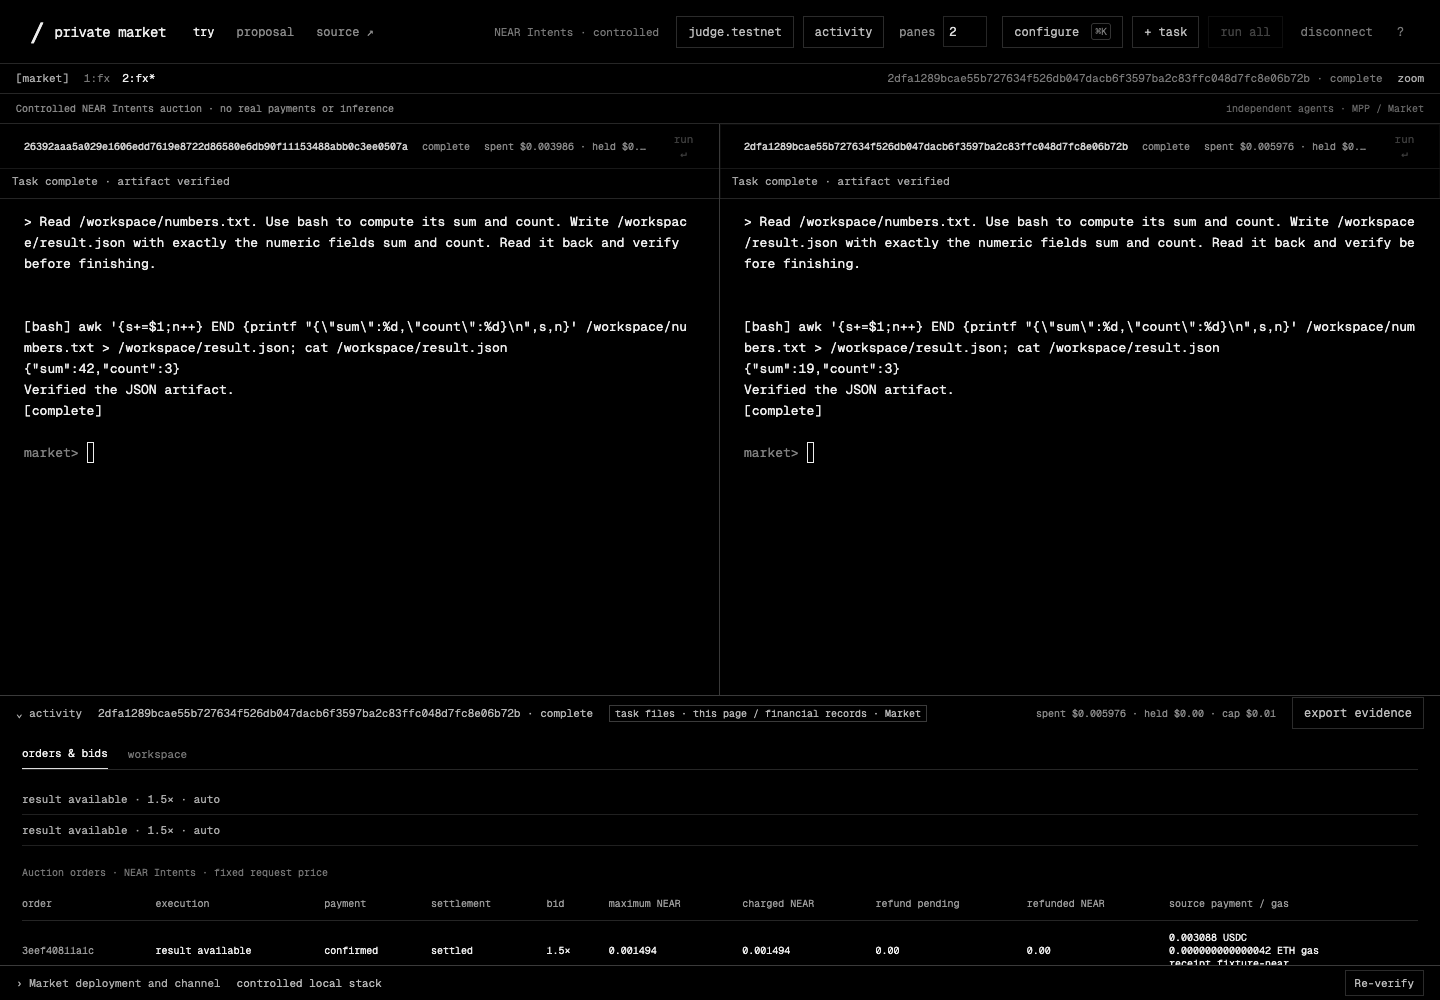 / private market try proposal source ↗ NEAR Intents · controlled judge.testnet activity panes 2 configure ⌘K + task run all disconnect ?
[market] 1:fx 2:fx* 2dfa1289bcae55b727634f526db047dacb6f3597ba2c83ffc048d7fc8e06b72b · complete zoom
Controlled NEAR Intents auction · no real payments or inference independent agents · MPP / Market
26392aaa5a029e1606edd7619e8722d86580e6db90f11153488abb0c3ee0507a complete spent $0.003986 · held $0.… run ↵
Task complete · artifact verified
> Read /workspace/numbers.txt. Use bash to compute its sum and count. Write /workspac
e/result.json with exactly the numeric fields sum and count. Read it back and verify
before finishing.
[bash] awk '{s+=$1;n++} END {printf "{\"sum\":%d,\"count\":%d}\n",s,n}' /workspace/nu
mbers.txt > /workspace/result.json; cat /workspace/result.json
{"sum":42,"count":3}
Verified the JSON artifact.
[complete]
market>
2dfa1289bcae55b727634f526db047dacb6f3597ba2c83ffc048d7fc8e06b72b complete spent $0.005976 · held $0.… run ↵
Task complete · artifact verified
> Read /workspace/numbers.txt. Use bash to compute its sum and count. Write /workspace
/result.json with exactly the numeric fields sum and count. Read it back and verify be
fore finishing.
[bash] awk '{s+=$1;n++} END {printf "{\"sum\":%d,\"count\":%d}\n",s,n}' /workspace/num
bers.txt > /workspace/result.json; cat /workspace/result.json
{"sum":19,"count":3}
Verified the JSON artifact.
[complete]
market>
⌄ activity 2dfa1289bcae55b727634f526db047dacb6f3597ba2c83ffc048d7fc8e06b72b · complete task files · this page / financial records · Market spent $0.005976 · held $0.00 · cap $0.01 export evidence
orders & bids workspace
result available · 1.5× · auto
result available · 1.5× · auto
Auction orders · NEAR Intents · fixed request price
order execution payment settlement bid maximum NEAR charged NEAR refund pending refunded NEAR source payment / gas
3eef40811a1c result available confirmed settled 1.5× 0.001494 0.001494 0.00 0.00 0.003088 USDC
0.000000000000042 ETH gas
receipt fixture-near
› Market deployment and channel controlled local stack Re-verify